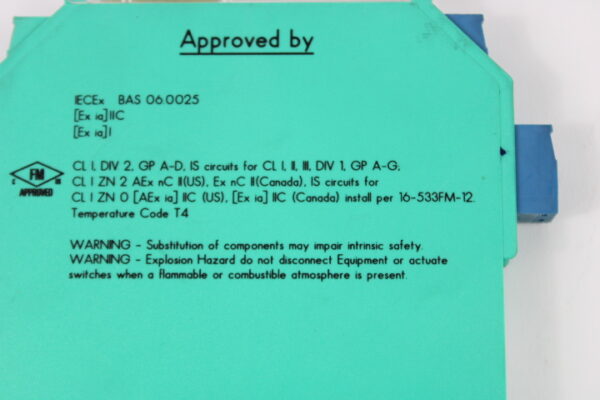 Approved by
IECEx BAS 06.0025
[Ex ia]IIC
[Ex ia]I
CL I, DIV 2, GP A-D, IS circuits for CL I, II, III, DIV 1, GP A-G;
CL I ZN 2 AEx nC II(US), Ex nC II(Canada), IS circuits for
CL I ZN 0 [AEx ia] IIC (US), [Ex ia] IIC (Canada) install per 16-533FM-12.
Temperature Code T4
C FM US
APPROVED
WARNING - Substitution of components may impair intrinsic safety.
WARNING - Explosion Hazard do not disconnect Equipment or actuate
switches when a flammable or combustible atmosphere is present.